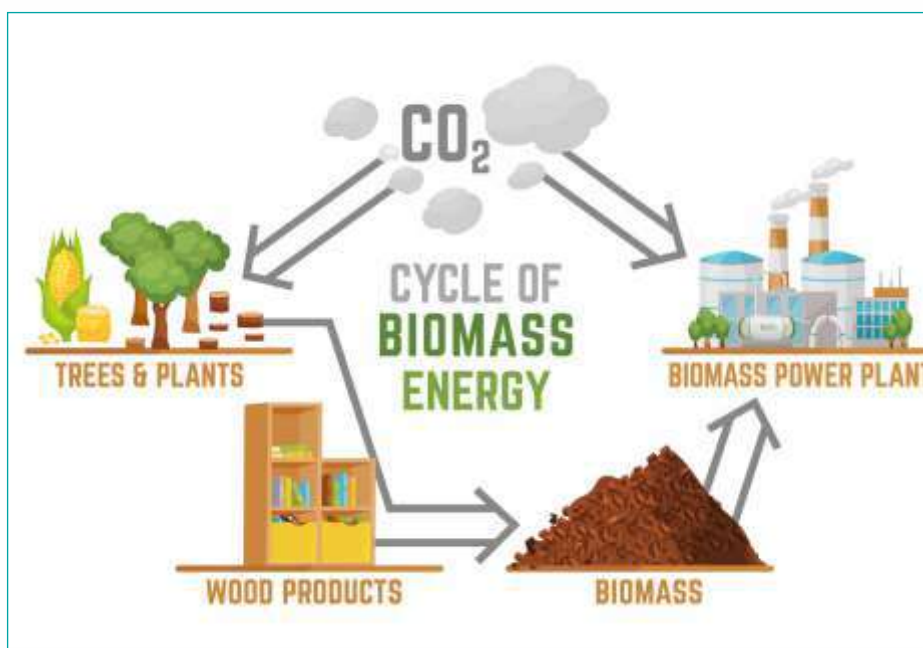 CO₂
CYCLE OF
BIOMASS
ENERGY
TREES & PLANTS
BIOMASS POWER PLANT
WOOD PRODUCTS
BIOMASS